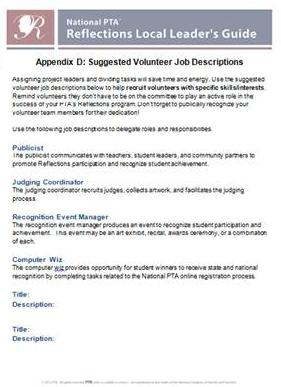 National PTA®
Reflections Local Leader's Guide
Appendix D: Suggested Volunteer Job Descriptions
Assigning project leaders and dividing tasks will save time and energy. Use the suggested
volunteer job descriptions below to help recruit volunteers with specific skills/interests.
Remind volunteers they don't have to be on the committee to play an active role in the
success of your PTA's Reflections program. Don't forget to publically recognize your
volunteer team members for their dedication!
Use the following job descriptions to delegate roles and responsibilities.
Publicist
The publicist communicates with teachers, student leaders, and community partners to
promote Reflections participation and recognize student achievement.
Judging Coordinator
The judging coordinator recruits judges, collects artwork, and facilitates the judging
process.
Recognition Event Manager
The recognition event manager produces an event to recognize student participation and
achievement. This event may be an art exhibit, recital, awards ceremony, or a combination
of each.
Computer Wiz
The computer wiz provides opportunity for student winners to receive state and national
recognition by completing tasks related to the National PTA online registration process.
Title:
Description:
Title:
Description: